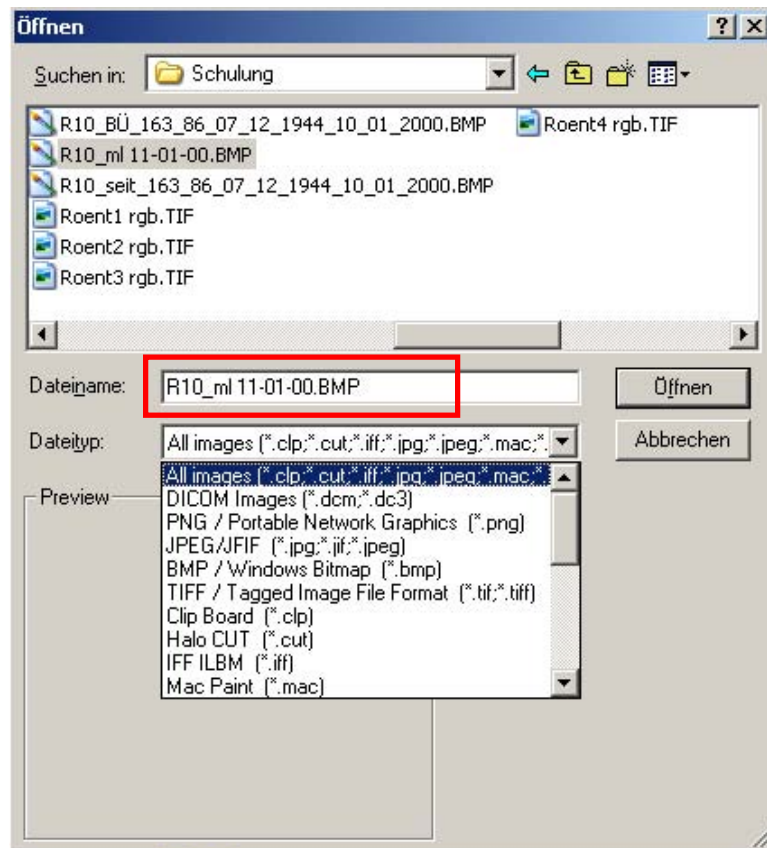 Öffnen
Suchen in: Schulung
R10_BÜ_163_86_07_12_1944_10_01_2000.BMP
R10_ml 11-01-00.BMP
R10_seit_163_86_07_12_1944_10_01_2000.BMP
Roent1 rgb.TIF
Roent2 rgb.TIF
Roent3 rgb.TIF
Roent4 rgb.TIF
Dateiname: R10_ml 11-01-00.BMP Öffnen
Dateityp: All images (*.clp;*.cut;*.iff;*.jpg;*.jpeg;*.mac;*. Abbrechen
All images (*.clp;*.cut;*.iff;*.jpg;*.jpeg;*.mac;*.
Preview
DICOM Images (*.dcm;*.dc3)
PNG / Portable Network Graphics (*.png)
JPEG/JFIF (*.jpg;*.jif;*.jpeg)
BMP / Windows Bitmap (*.bmp)
TIFF / Tagged Image File Format (*.tif;*.tiff)
Clip Board (*.clp)
Halo CUT (*.cut)
IFF ILBM (*.iff)
Mac Paint (*.mac)